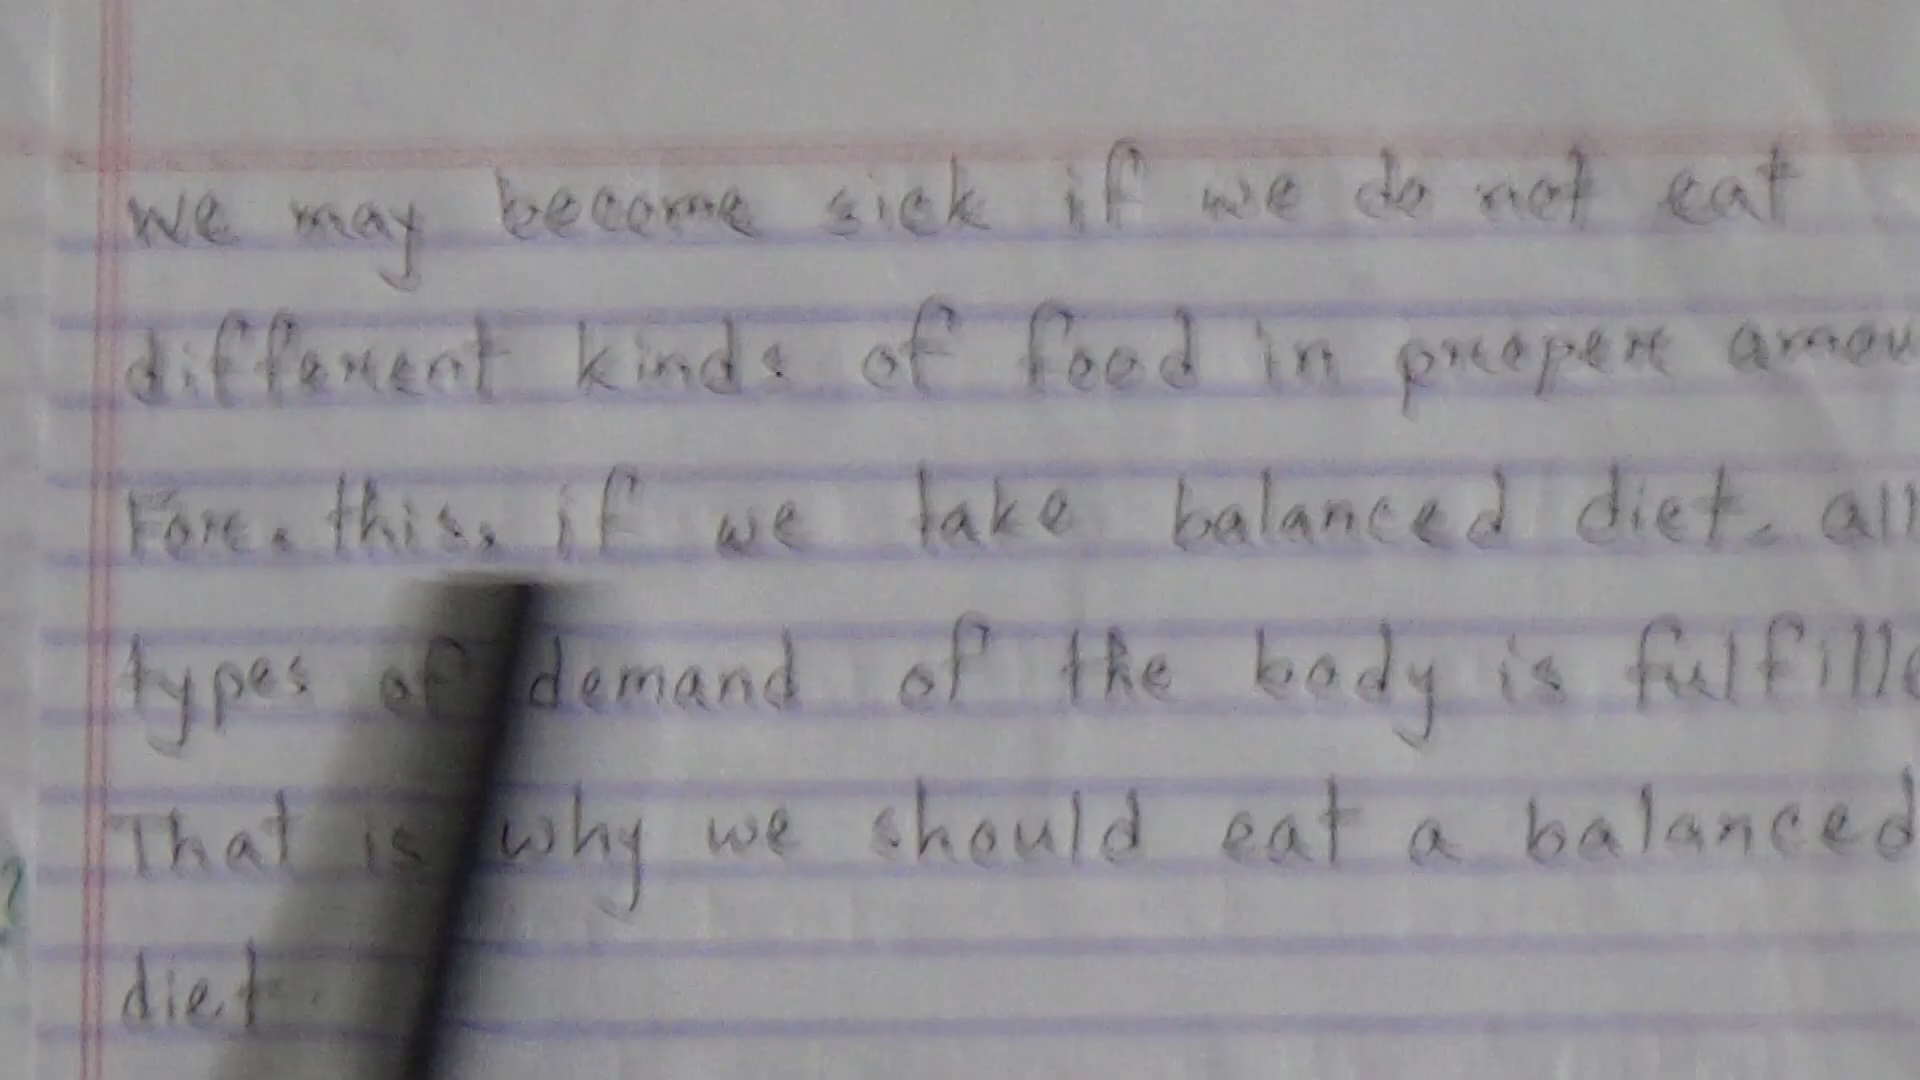 We may become sick if we do not eat
different kinds of food in proper amou
For. this, if we take balanced diet, all
types of demand of the body is fulfille
That is why we should eat a balanced
diet.